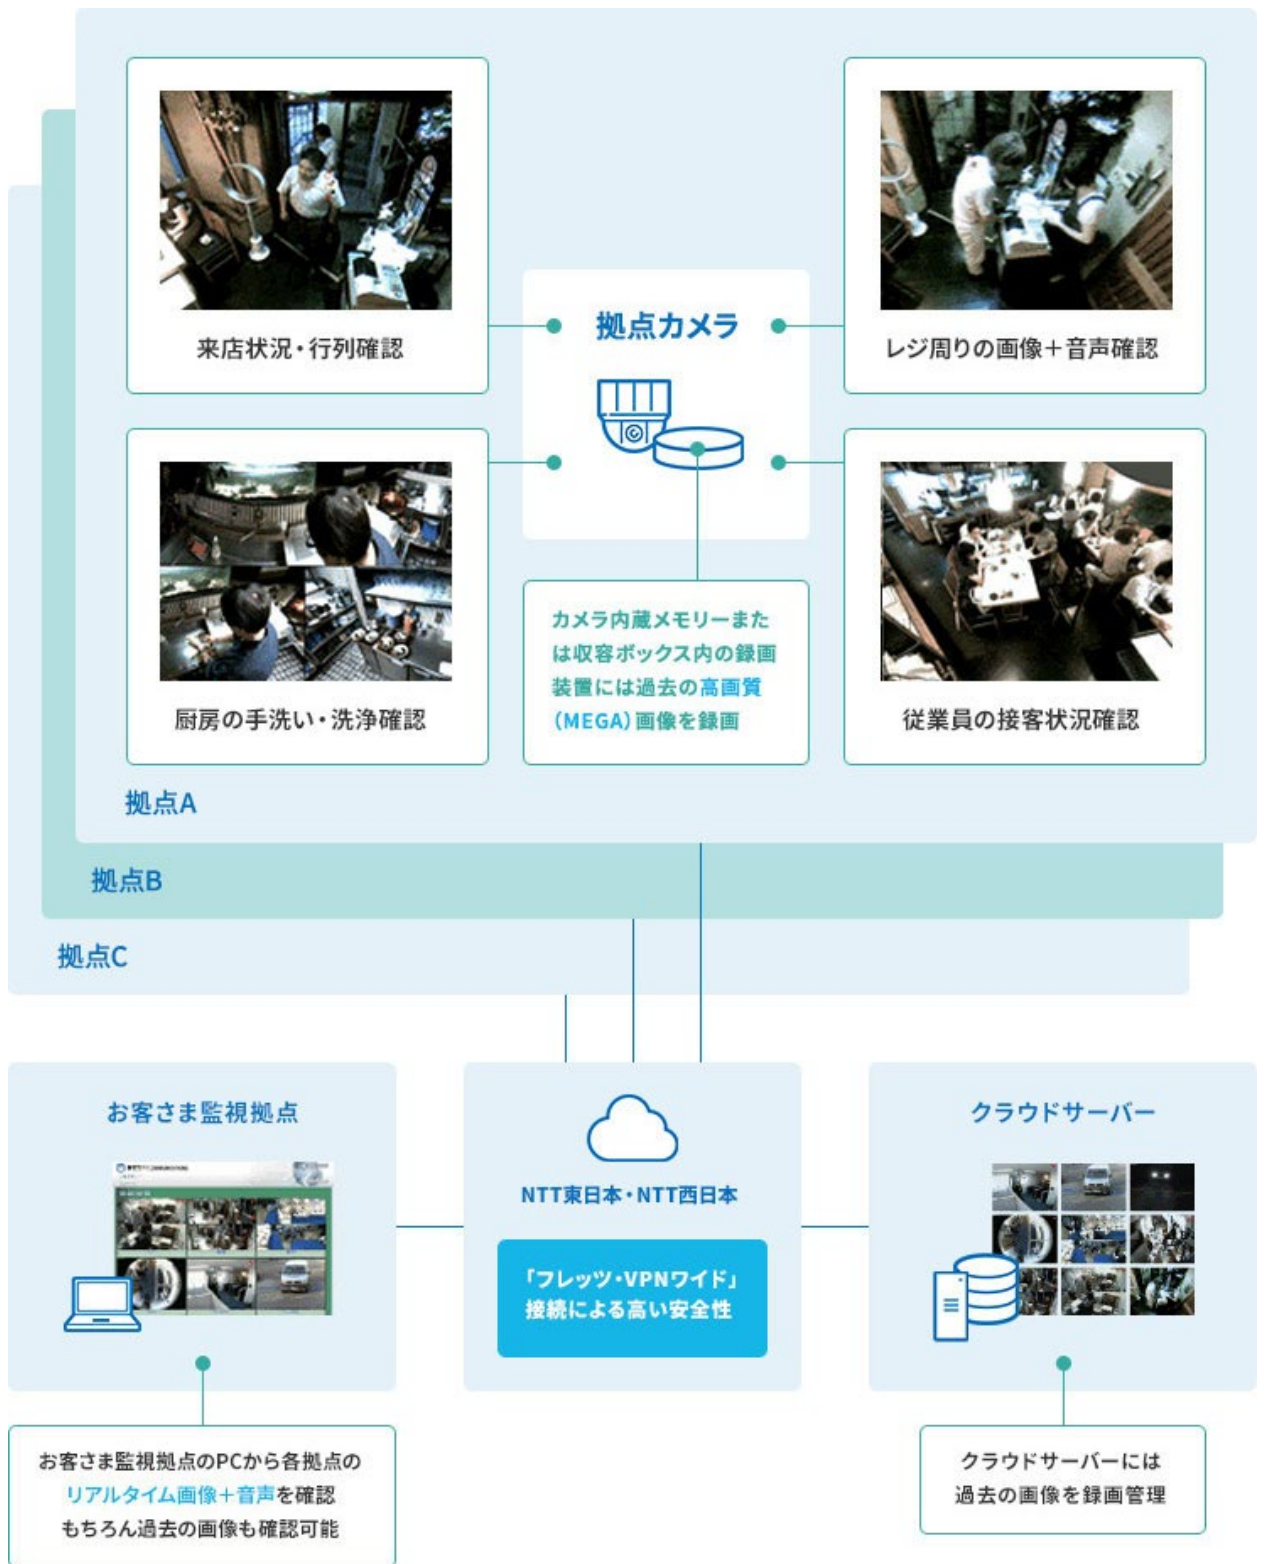 来店状況・行列確認
拠点カメラ
レジ周りの画像＋音声確認
厨房の手洗い・洗浄確認
カメラ内蔵メモリーまた
は収容ボックス内の録画
装置には過去の高画質
（MEGA）画像を録画
従業員の接客状況確認
拠点A
拠点B
拠点C
お客さま監視拠点
NTT東日本・NTT西日本
「フレッツ・VPNワイド」
接続による高い安全性
クラウドサーバー
お客さま監視拠点のPCから各拠点の
リアルタイム画像＋音声を確認
もちろん過去の画像も確認可能
クラウドサーバーには
過去の画像を録画管理